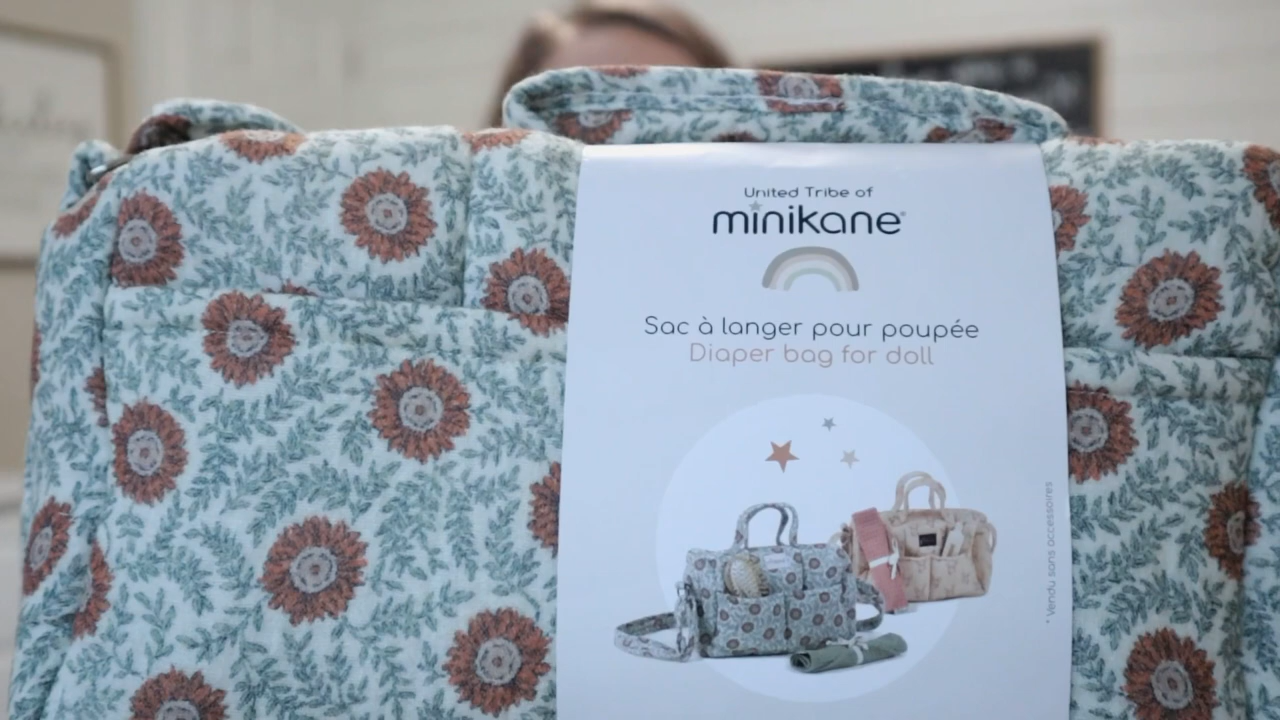 United Tribe of
minikane
Sac à langer pour poupée
Diaper bag for doll
* Vendu sans accessoires